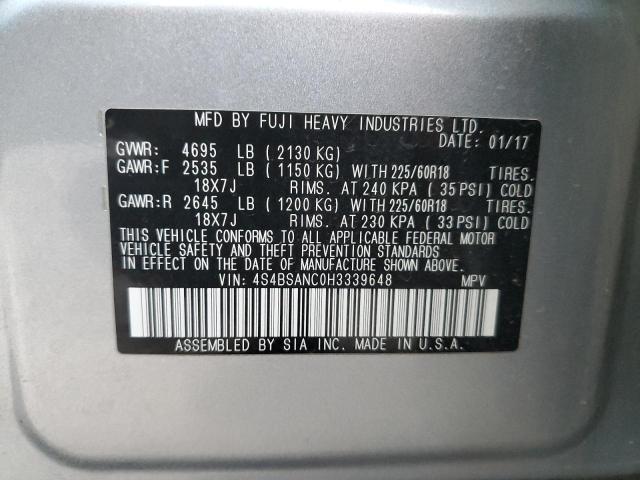 MFD BY FUJI HEAVY INDUSTRIES LTD.
DATE: 01/17
GVWR: 4695 LB ( 2130 KG)
GAWR:F 2535 LB ( 1150 KG) WITH 225/60R18 TIRES.
18X7J RIMS. AT 240 KPA ( 35 PSI) COLD
GAWR:R 2645 LB ( 1200 KG) WITH 225/60R18 TIRES.
18X7J RIMS. AT 230 KPA ( 33 PSI) COLD
THIS VEHICLE CONFORMS TO ALL APPLICABLE FEDERAL MOTOR
VEHICLE SAFETY AND THEFT PREVENTION STANDARDS
IN EFFECT ON THE DATE OF MANUFACTURE SHOWN ABOVE.
VIN: 4S4BSANC0H3339648 MPV
ASSEMBLED BY SIA INC. MADE IN U.S.A.